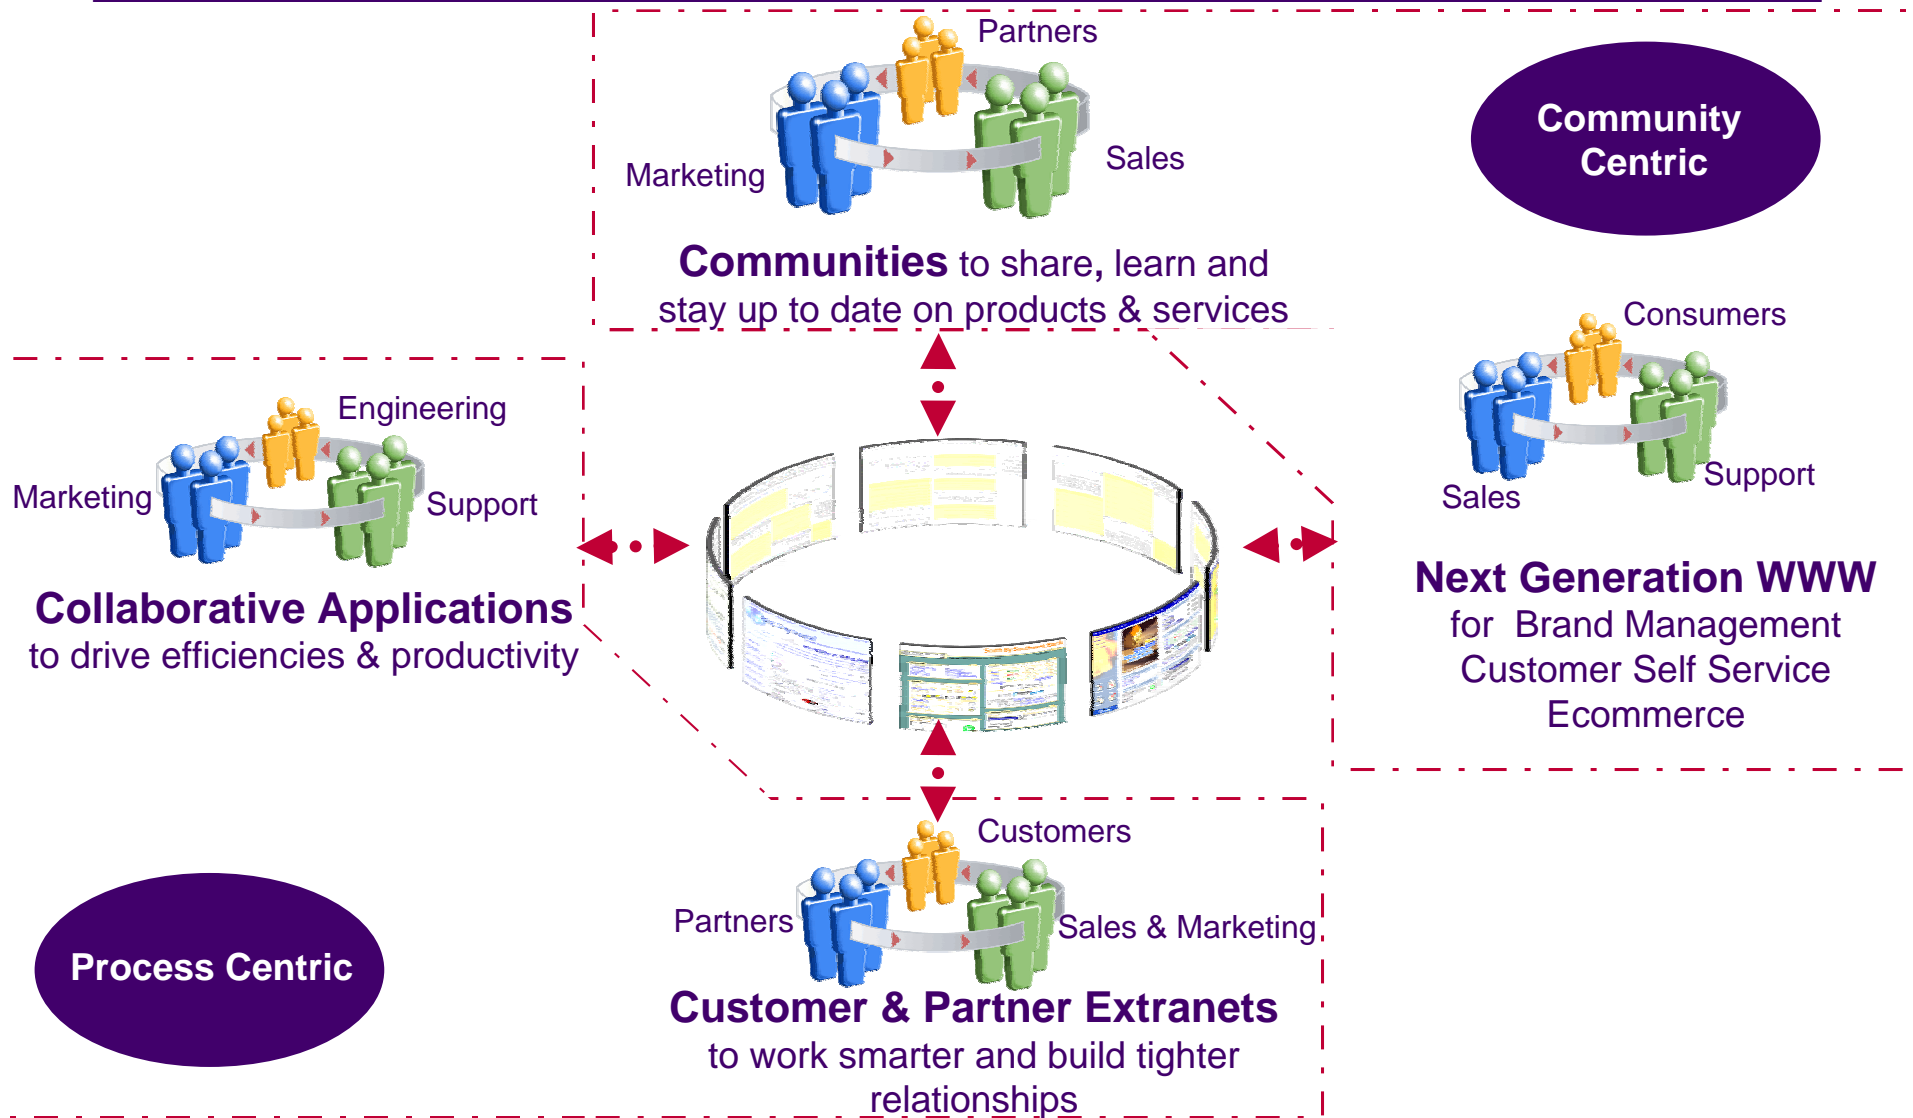 Partners
Marketing
Sales
Communities to share, learn and
stay up to date on products & services
Community
Centric
Consumers
Sales
Support
Next Generation WWW
for Brand Management
Customer Self Service
Ecommerce
Engineering
Marketing
Support
Collaborative Applications
to drive efficiencies & productivity
Customers
Partners
Sales & Marketing
Customer & Partner Extranets
to work smarter and build tighter
relationships
Process Centric